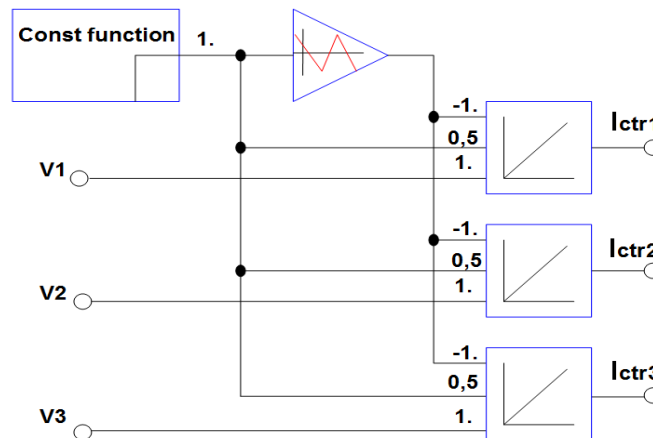 Const function
1.
-1.
Ictr1
0,5
V1
1.
-1.
Ictr2
0,5
V2
1.
-1.
Ictr3
0,5
V3
1.